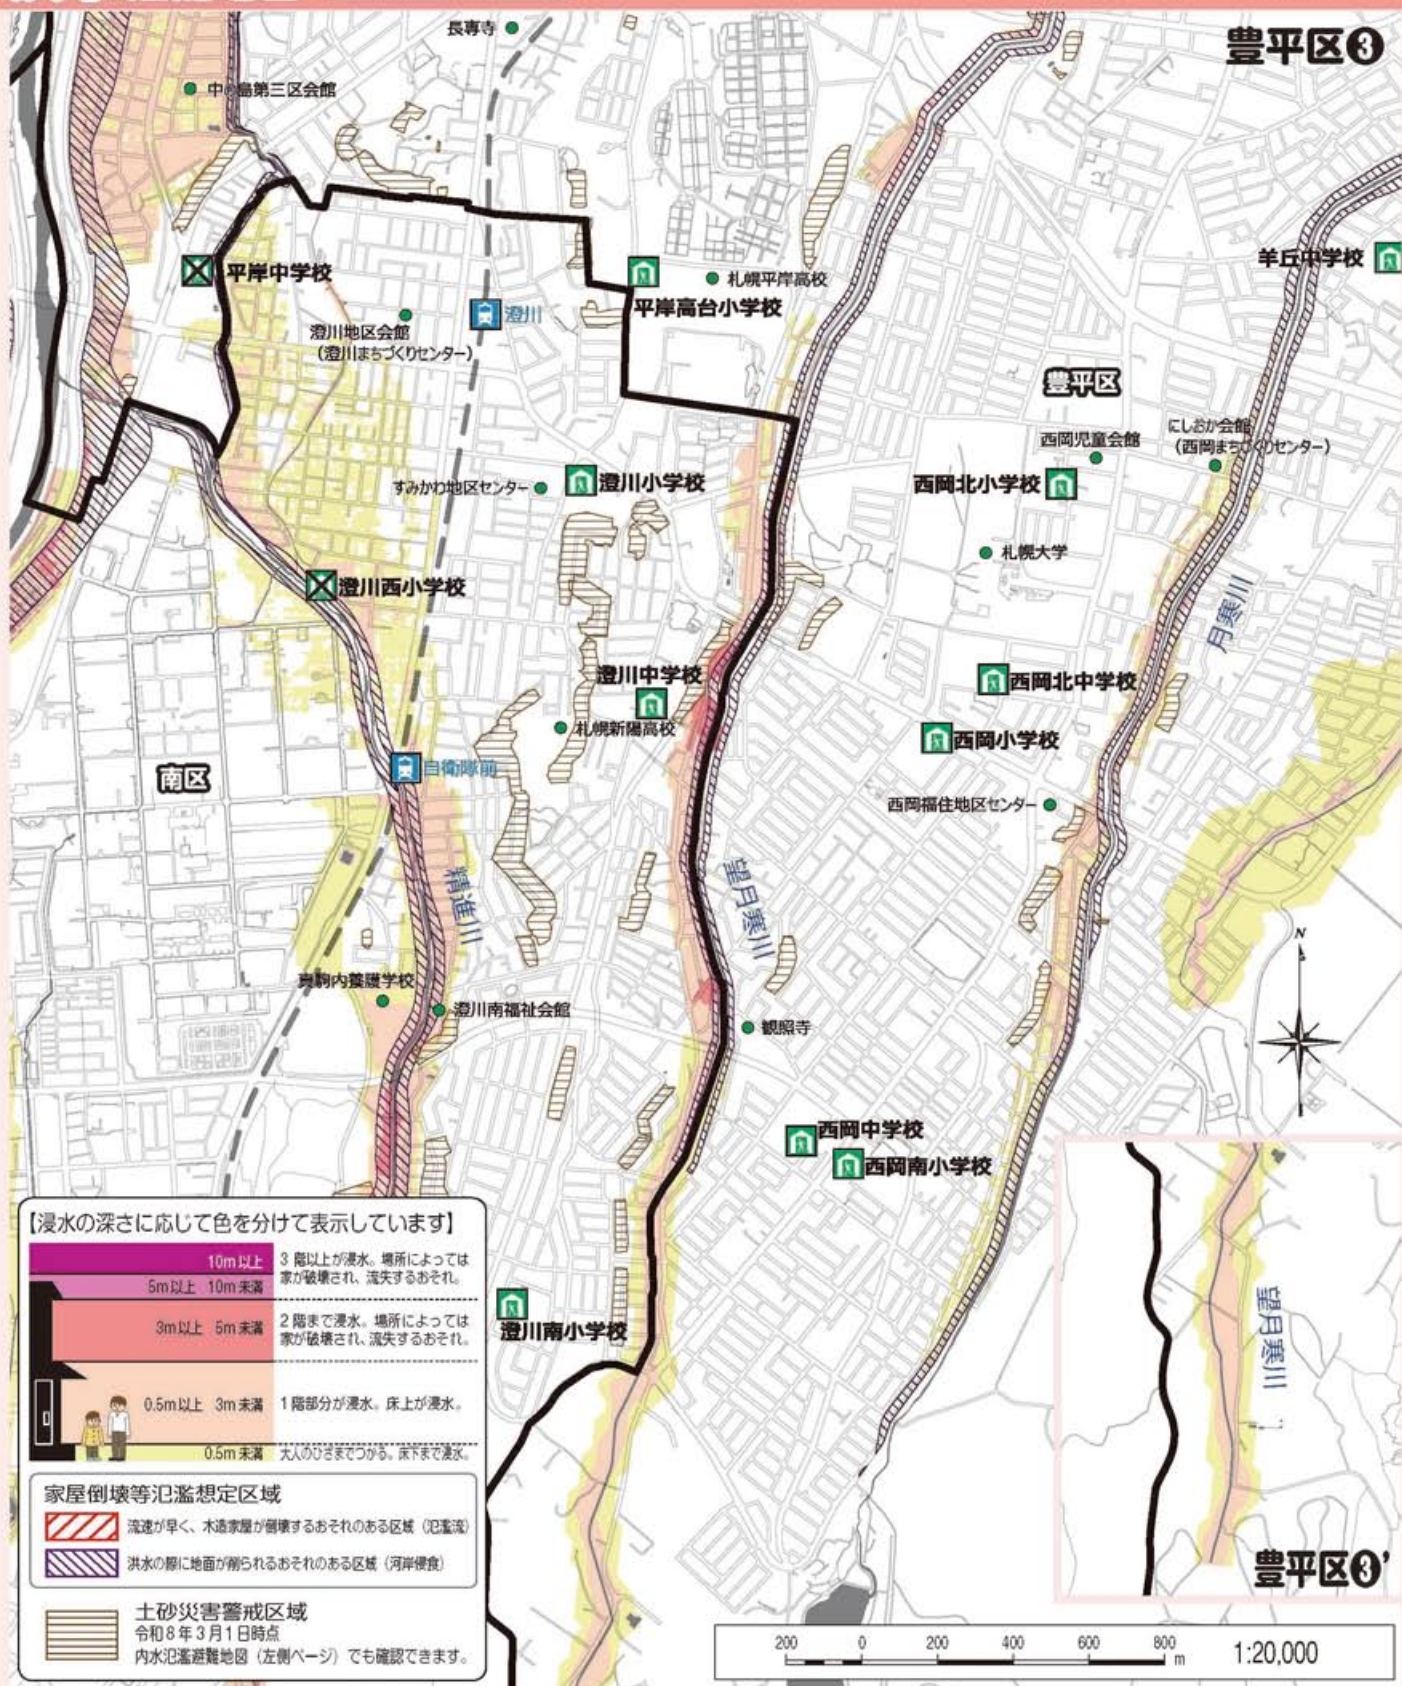 豊平区❸
長専寺
中の島第三区会館
平岸中学校
澄川地区会館
(澄川まちづくりセンター)
澄川
平岸高台小学校
札幌平岸高校
羊丘中学校
豊平区
西岡児童会館
にしおか会館
(西岡まちづくりセンター)
西岡北小学校
札幌大学
すみかわ地区センター
澄川小学校
澄川西小学校
月寒川
澄川中学校
札幌新陽高校
西岡北中学校
西岡小学校
南区
自衛隊前
西岡福住地区センター
精進川
望月寒川
真駒内養護学校
澄川南福祉会館
観照寺
N
西岡中学校
西岡南小学校
澄川南小学校
望月寒川
豊平区❸’
【浸水の深さに応じて色を分けて表示しています】
10m以上
5m以上 10m未満
3階以上が浸水。場所によっては
家が破壊され、流失するおそれ。
3m以上 5m未満
2階まで浸水。場所によっては
家が破壊され、流失するおそれ。
0.5m以上 3m未満
1階部分が浸水。床上が浸水。
0.5m未満
大人のひざまでつかる。床下まで浸水。
家屋倒壊等氾濫想定区域
流速が早く、木造家屋が倒壊するおそれのある区域(氾濫流)
洪水の際に地面が削られるおそれのある区域(河岸侵食)
土砂災害警戒区域
令和8年3月1日時点
内水氾濫避難地図(左側ページ)でも確認できます。
200 0 200 400 600 800 m
1:20,000